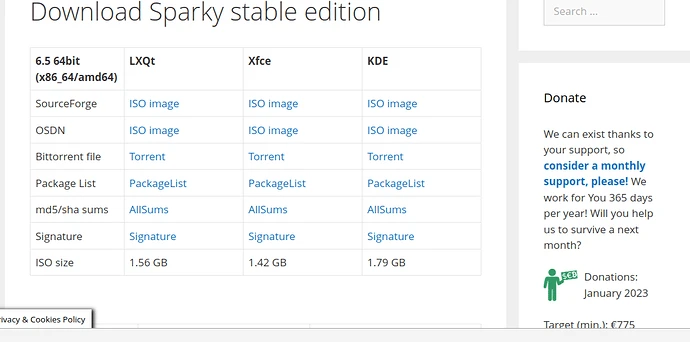 Download Sparky stable edition
6.5 64bit LXQt Xfce KDE
(x86_64/amd64)
SourceForge ISO image ISO image ISO image
OSDN ISO image ISO image ISO image
Bittorrent file Torrent Torrent Torrent
Package List PackageList PackageList PackageList
md5/sha sums AllSums AllSums AllSums
Signature Signature Signature Signature
ISO size 1.56 GB 1.42 GB 1.79 GB
Search ...
Donate
We can exist thanks to
your support, so
consider a monthly
support, please! We
work for You 365 days
per year! Will you help
us to survive a next
month?
Donations:
January 2023
Target (min.): €775
& Cookies Policy